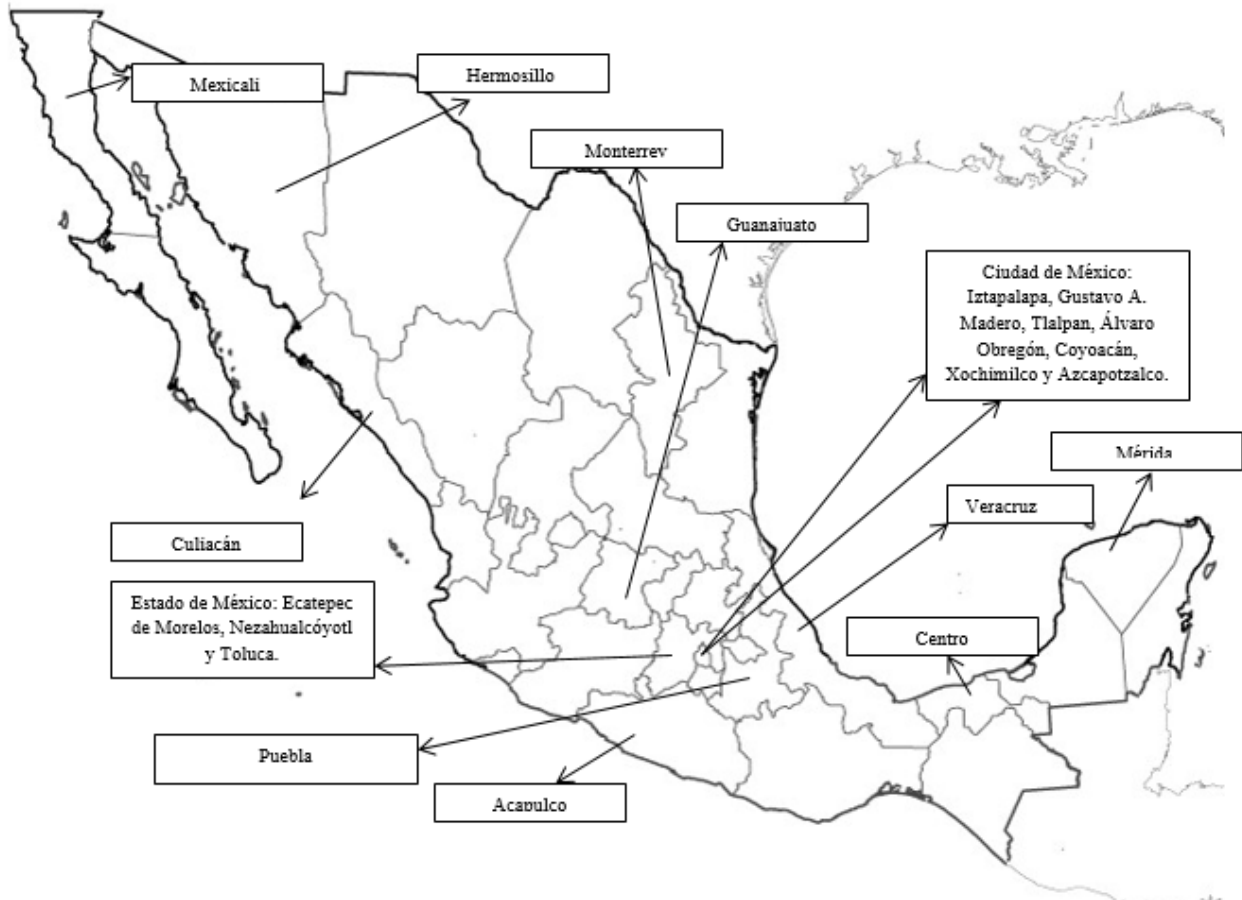 Mexicali
Hermosillo
Monterrey
Guanajuato
Ciudad de México:
Iztapalapa, Gustavo A.
Madero, Tlalpan, Álvaro
Obregón, Coyoacán,
Xochimilco y Azcapotzalco.
Mérida
Veracruz
Culiacán
Estado de México: Ecatepec
de Morelos, Nezahualcóyotl
y Toluca.
Centro
Puebla
Acapulco